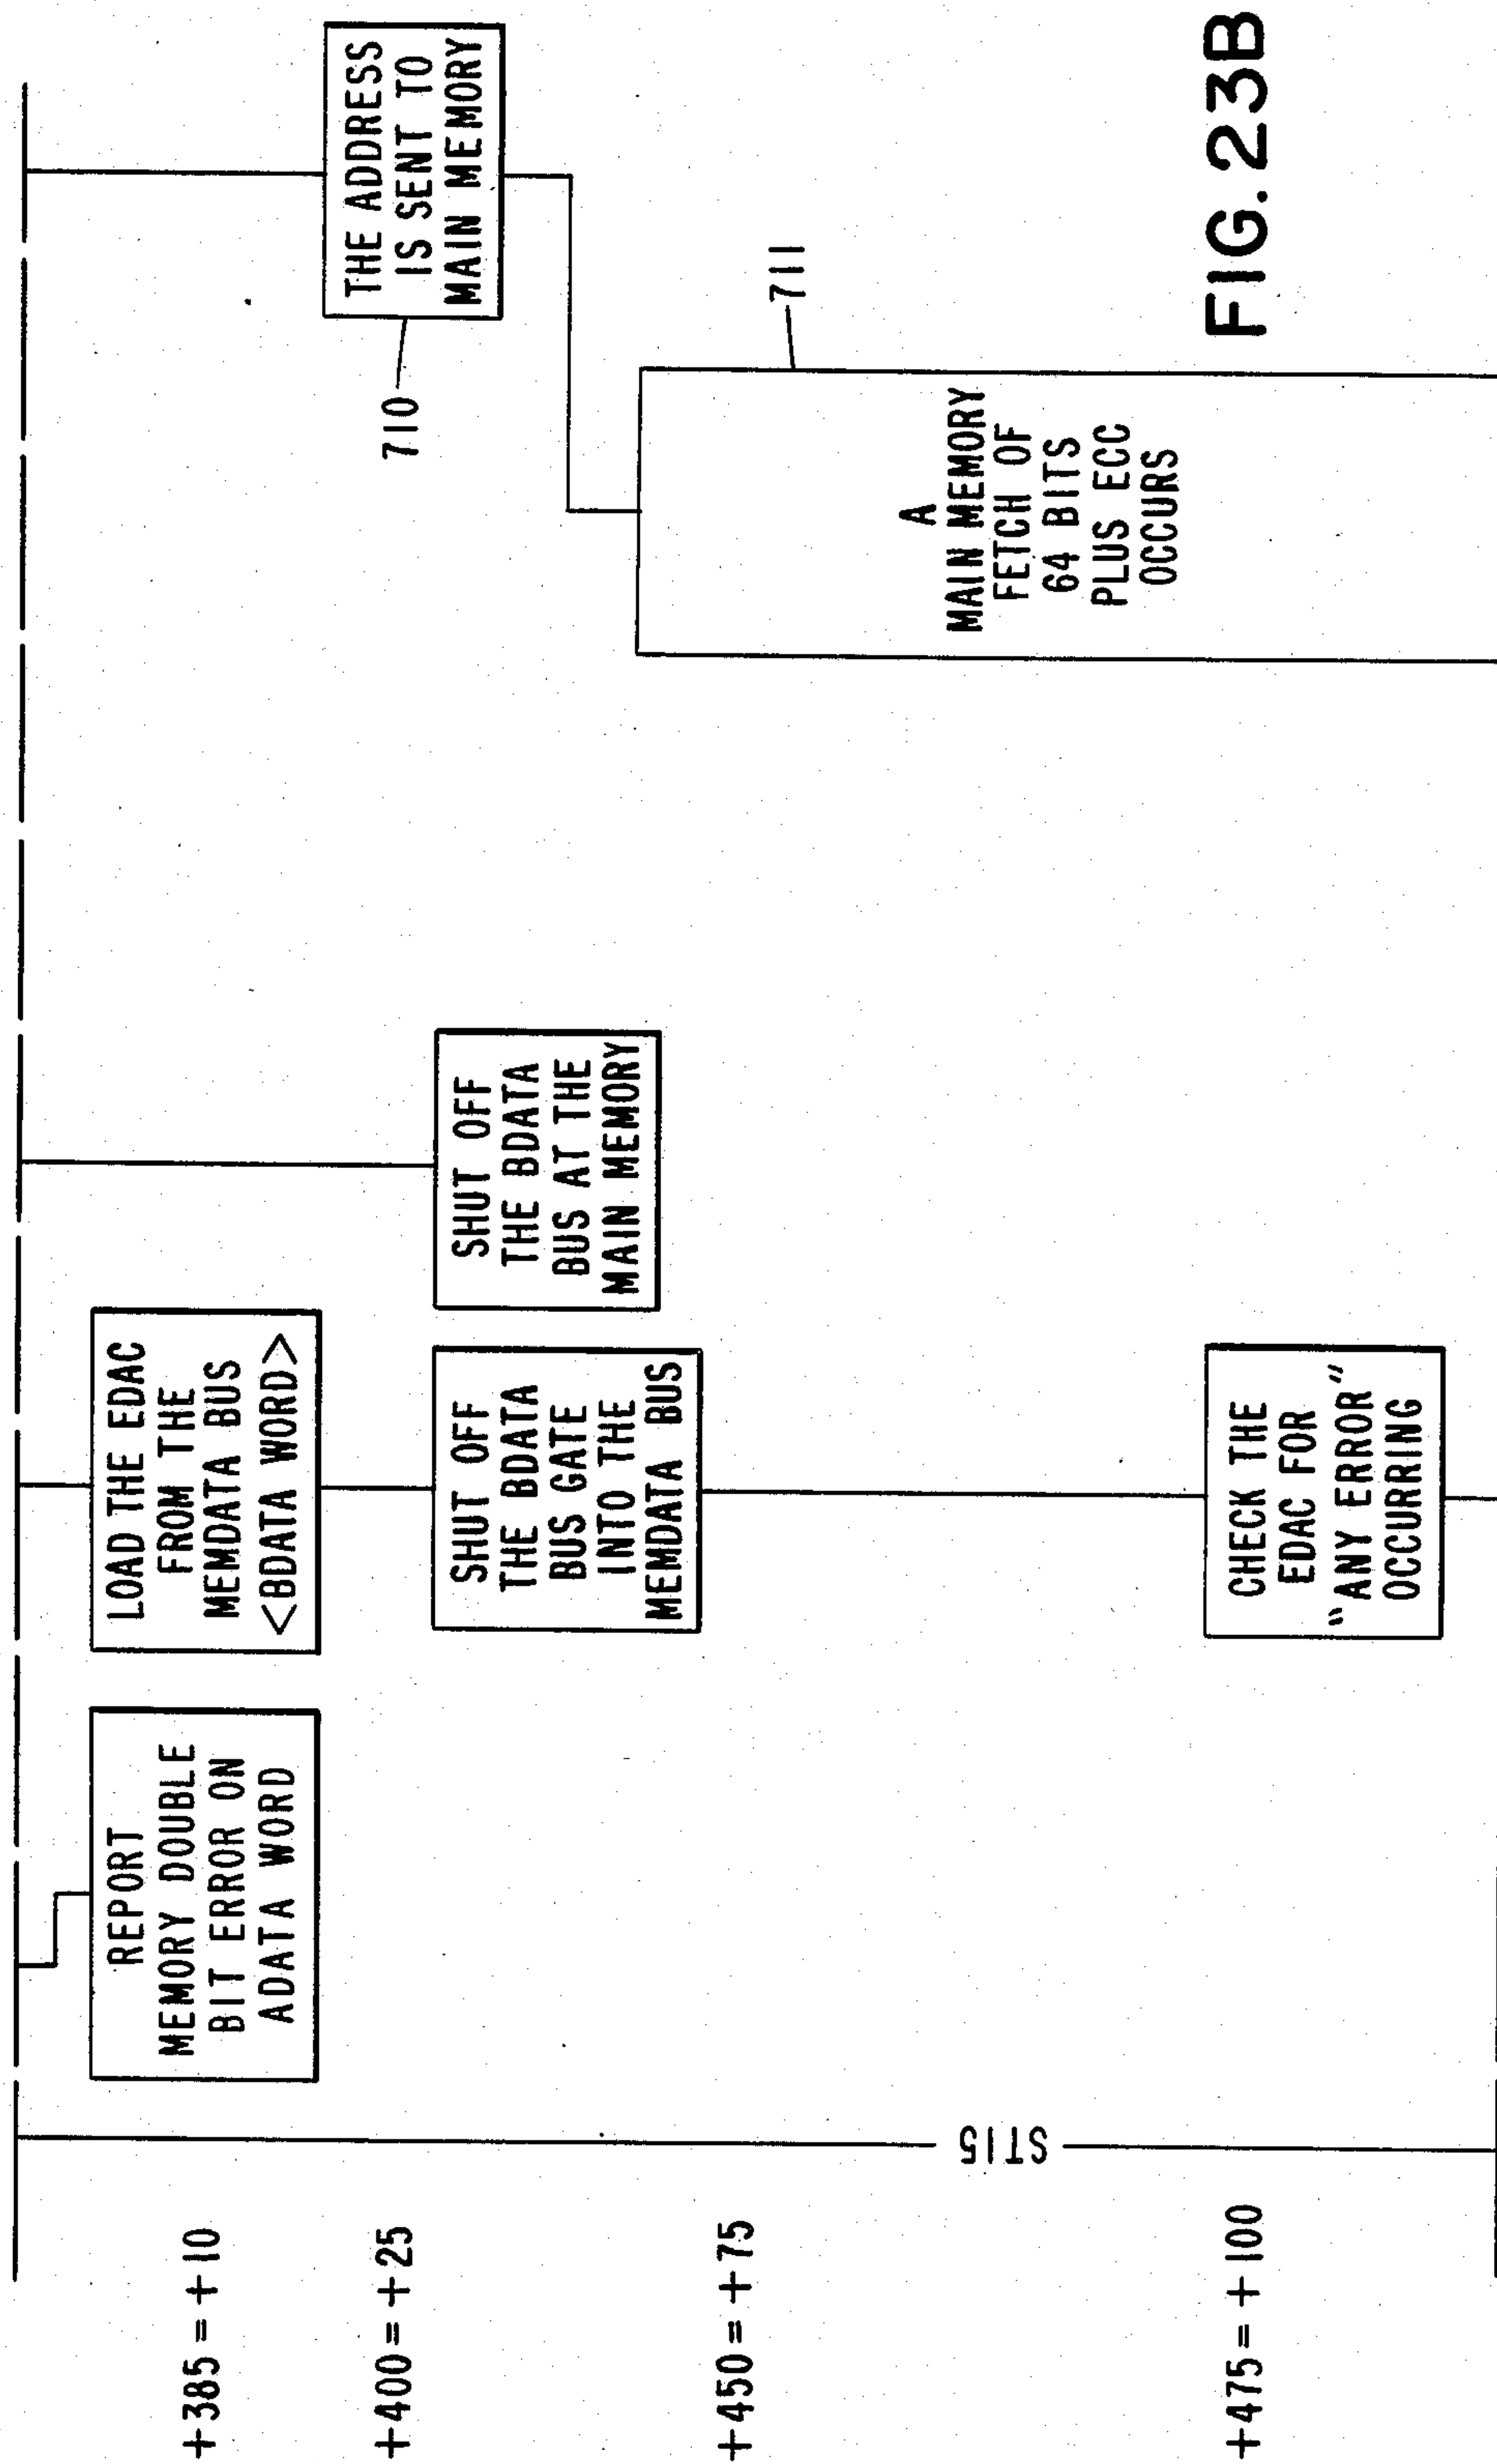 +385 = +10
+400 = +25
+450 = +75
+475 = +100
ST15
REPORT
MEMORY DOUBLE
BIT ERROR ON
ADATA WORD
LOAD THE EDAC
FROM THE
MEMDATA BUS
<BDATA WORD>
SHUT OFF
THE BDATA
BUS GATE
INTO THE
MEMDATA BUS
CHECK THE
EDAC FOR
"ANY ERROR"
OCCURRING
SHUT OFF
THE BDATA
BUS AT THE
MAIN MEMORY
THE ADDRESS
IS SENT TO
MAIN MEMORY
710
711
A
MAIN MEMORY
FETCH OF
64 BITS
PLUS ECC
OCCURS
FIG. 23B